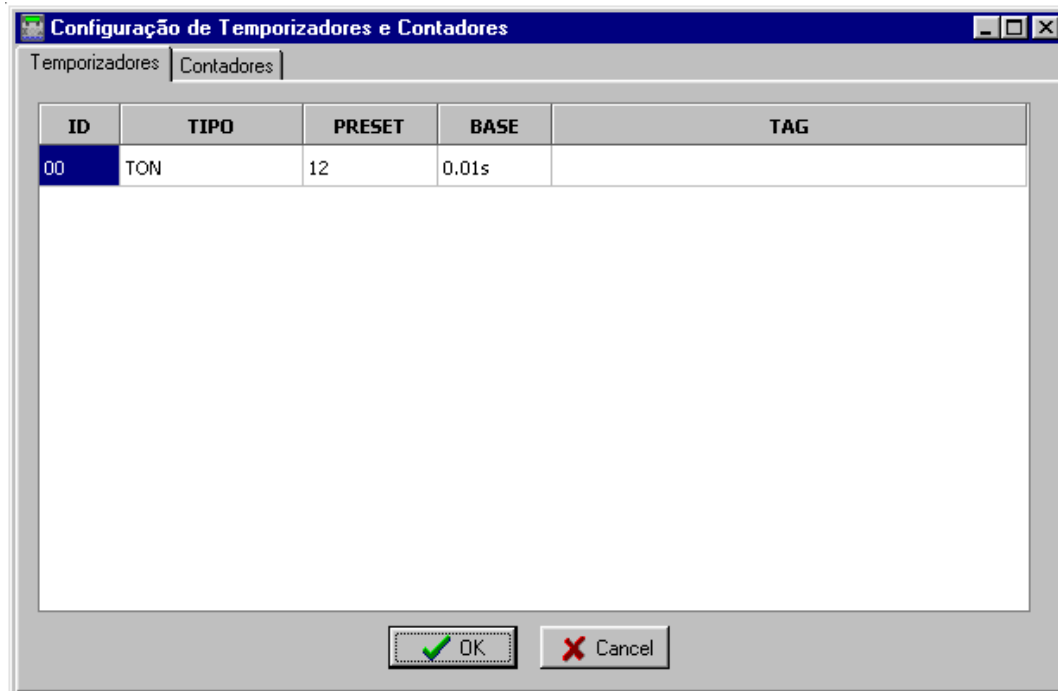 Configuração de Temporizadores e Contadores
Temporizadores Contadores
ID TIPO PRESET BASE TAG
00 TON 12 0.01s
OK Cancel